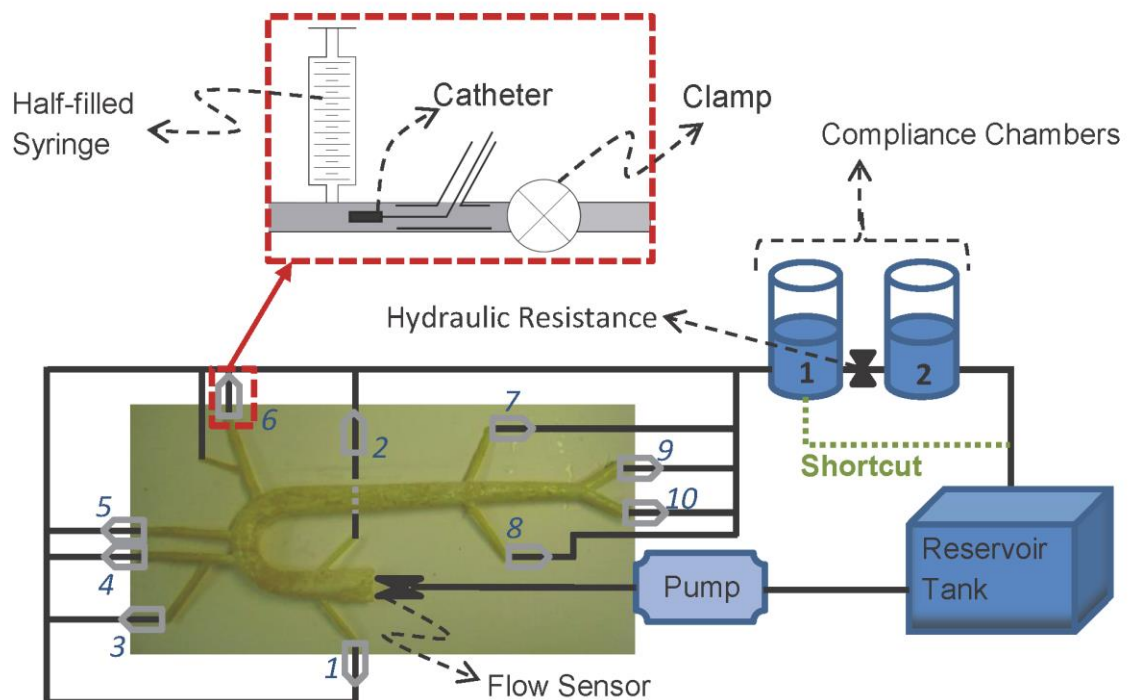 Half-filled
Syringe
Catheter
Clamp
Compliance Chambers
Hydraulic Resistance
1
2
Shortcut
6
7
2
9
5
10
4
8
3
1
Pump
Reservoir
Tank
Flow Sensor